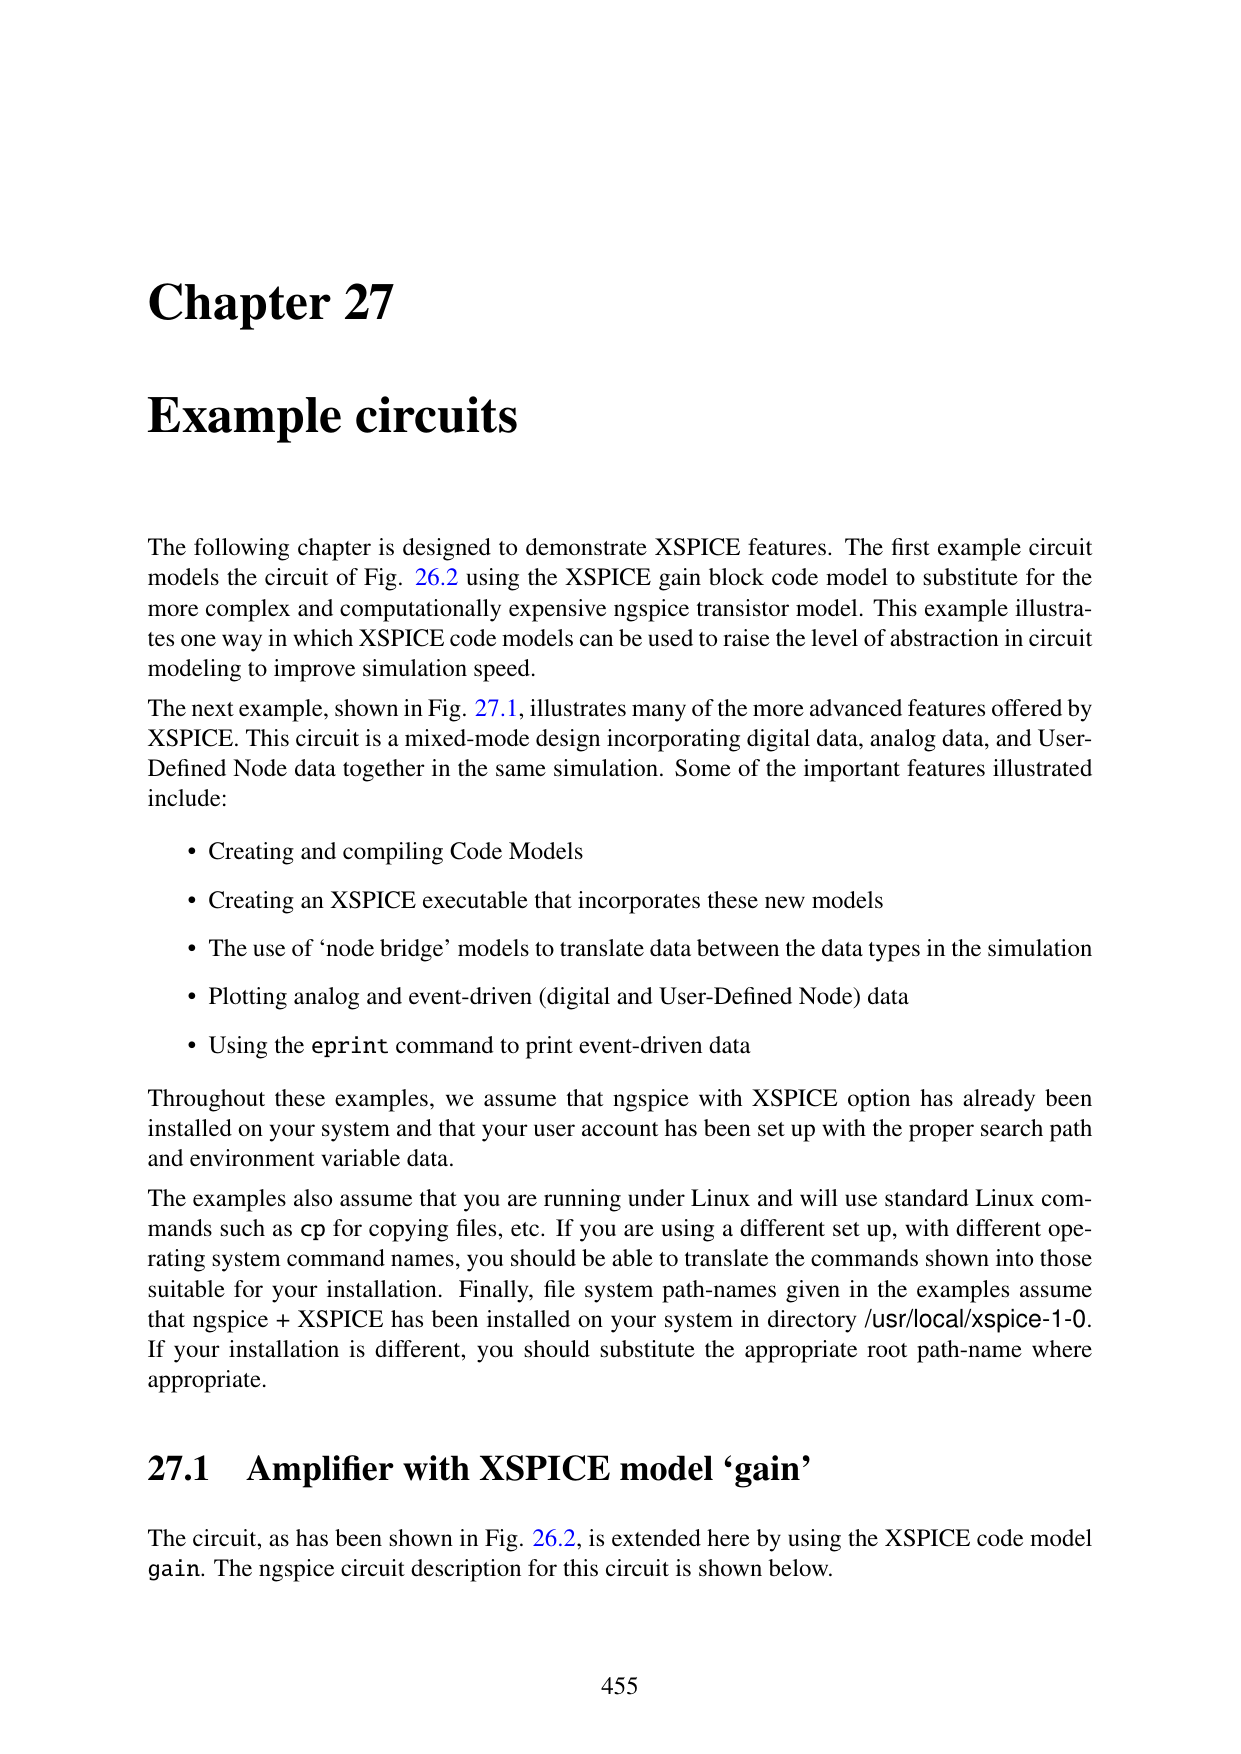 Chapter 27
Example circuits
The following chapter is designed to demonstrate XSPICE features. The first example circuit
models the circuit of Fig. 26.2 using the XSPICE gain block code model to substitute for the
more complex and computationally expensive ngspice transistor model. This example illustra-
tes one way in which XSPICE code models can be used to raise the level of abstraction in circuit
modeling to improve simulation speed.
The next example, shown in Fig. 27.1, illustrates many of the more advanced features offered by
XSPICE. This circuit is a mixed-mode design incorporating digital data, analog data, and User-
Defined Node data together in the same simulation. Some of the important features illustrated
include:
• Creating and compiling Code Models
• Creating an XSPICE executable that incorporates these new models
• The use of ‘node bridge’ models to translate data between the data types in the simulation
• Plotting analog and event-driven (digital and User-Defined Node) data
• Using the eprint command to print event-driven data
Throughout these examples, we assume that ngspice with XSPICE option has already been
installed on your system and that your user account has been set up with the proper search path
and environment variable data.
The examples also assume that you are running under Linux and will use standard Linux com-
mands such as cp for copying files, etc. If you are using a different set up, with different ope-
rating system command names, you should be able to translate the commands shown into those
suitable for your installation. Finally, file system path-names given in the examples assume
that ngspice + XSPICE has been installed on your system in directory /usr/local/xspice-1-0.
If your installation is different, you should substitute the appropriate root path-name where
appropriate.
27.1 Amplifier with XSPICE model ‘gain’
The circuit, as has been shown in Fig. 26.2, is extended here by using the XSPICE code model
gain. The ngspice circuit description for this circuit is shown below.
455